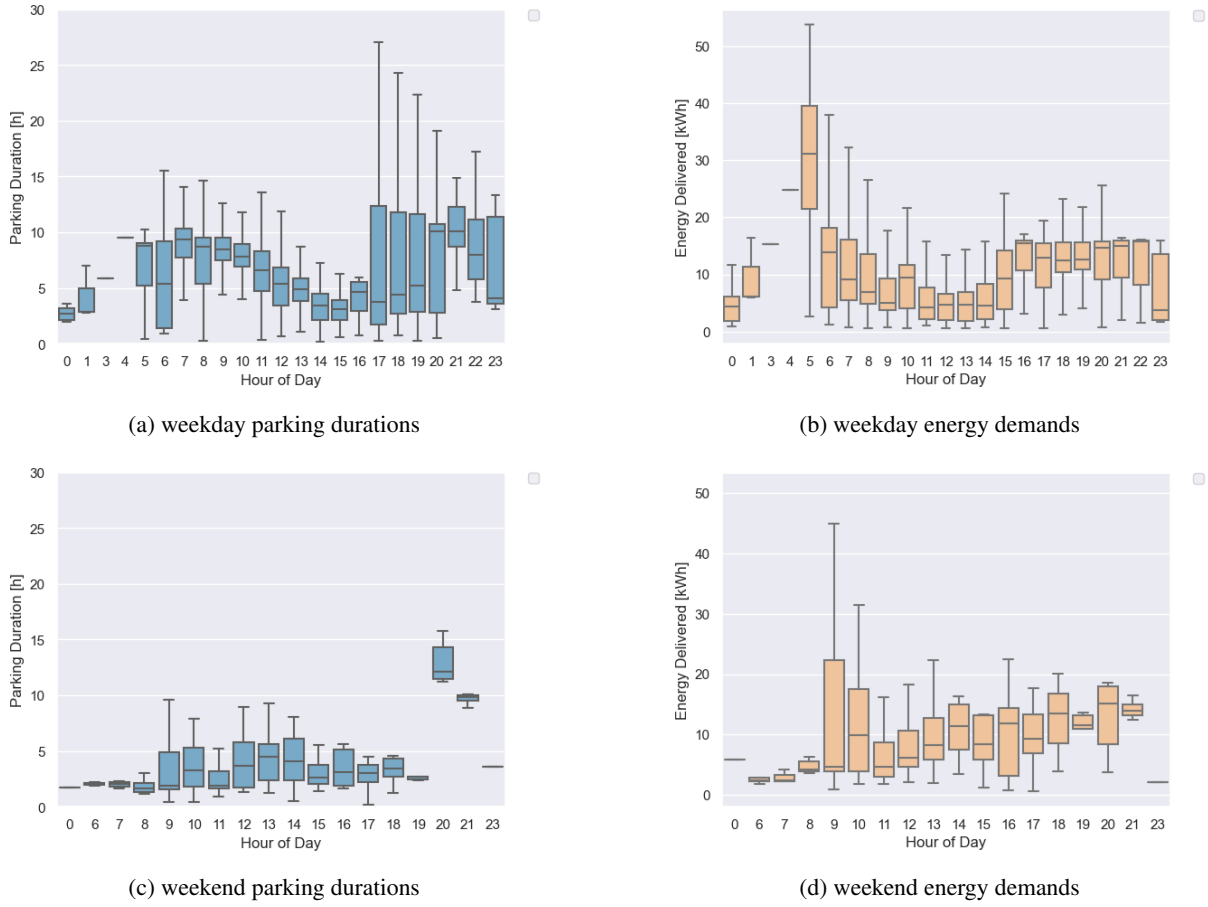 30
25
20
15
10
5
0
Parking Duration [h]
0 1 3 4 5 6 7 8 9 10 11 12 13 14 15 16 17 18 19 20 21 22 23
Hour of Day
(a) weekday parking durations
50
40
30
20
10
0
Energy Delivered [kWh]
0 1 3 4 5 6 7 8 9 10 11 12 13 14 15 16 17 18 19 20 21 22 23
Hour of Day
(b) weekday energy demands
30
25
20
15
10
5
0
Parking Duration [h]
0 6 7 8 9 10 11 12 13 14 15 16 17 18 19 20 21 23
Hour of Day
(c) weekend parking durations
50
40
30
20
10
0
Energy Delivered [kWh]
0 6 7 8 9 10 11 12 13 14 15 16 17 18 19 20 21 23
Hour of Day
(d) weekend energy demands